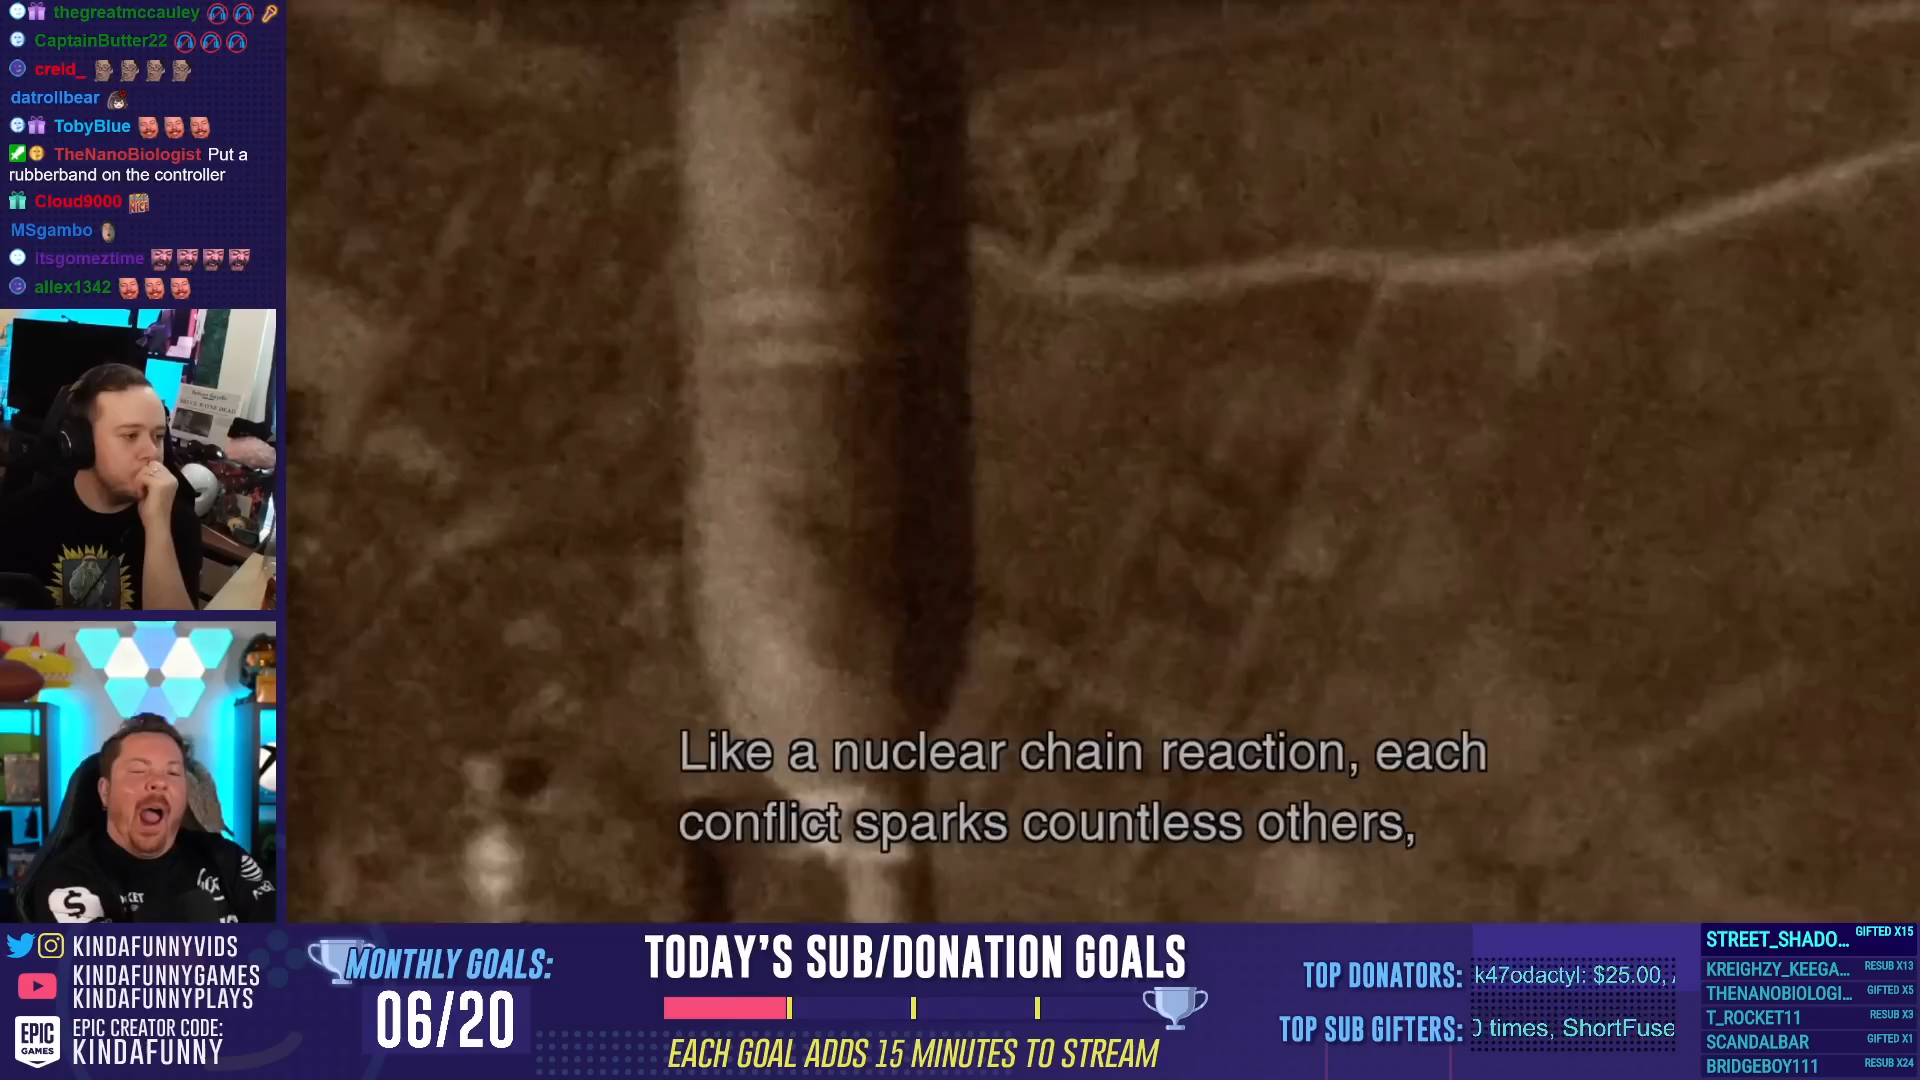 thegreatmccauley
CaptainButter22
creld_
datrollbear
TobyBlue
TheNanoBiologist Put a
rubberband on the controller
Cloud9000
MSgambo
itsgomeztime
allex1342
BRUCE WAYNE DEAD
Like a nuclear chain reaction, each
conflict sparks countless others,
KINDAFUNNYVIDS
KINDAFUNNYGAMES
KINDAFUNNYPLAYS
EPIC GAMES
EPIC CREATOR CODE:
KINDAFUNNY
MONTHLY GOALS:
06/20
TODAY'S SUB/DONATION GOALS
EACH GOAL ADDS 15 MINUTES TO STREAM
TOP DONATORS: k47odactyl: $25.00,
TOP SUB GIFTERS: 0 times, ShortFuse
STREET_SHADO... GIFTED X15
KREIGHZY_KEEGA... RESUB X13
THENANOBIOLOGI... GIFTED X5
T_ROCKET11 RESUB X3
SCANDALBAR GIFTED X1
BRIDGEBOY111 RESUB X24